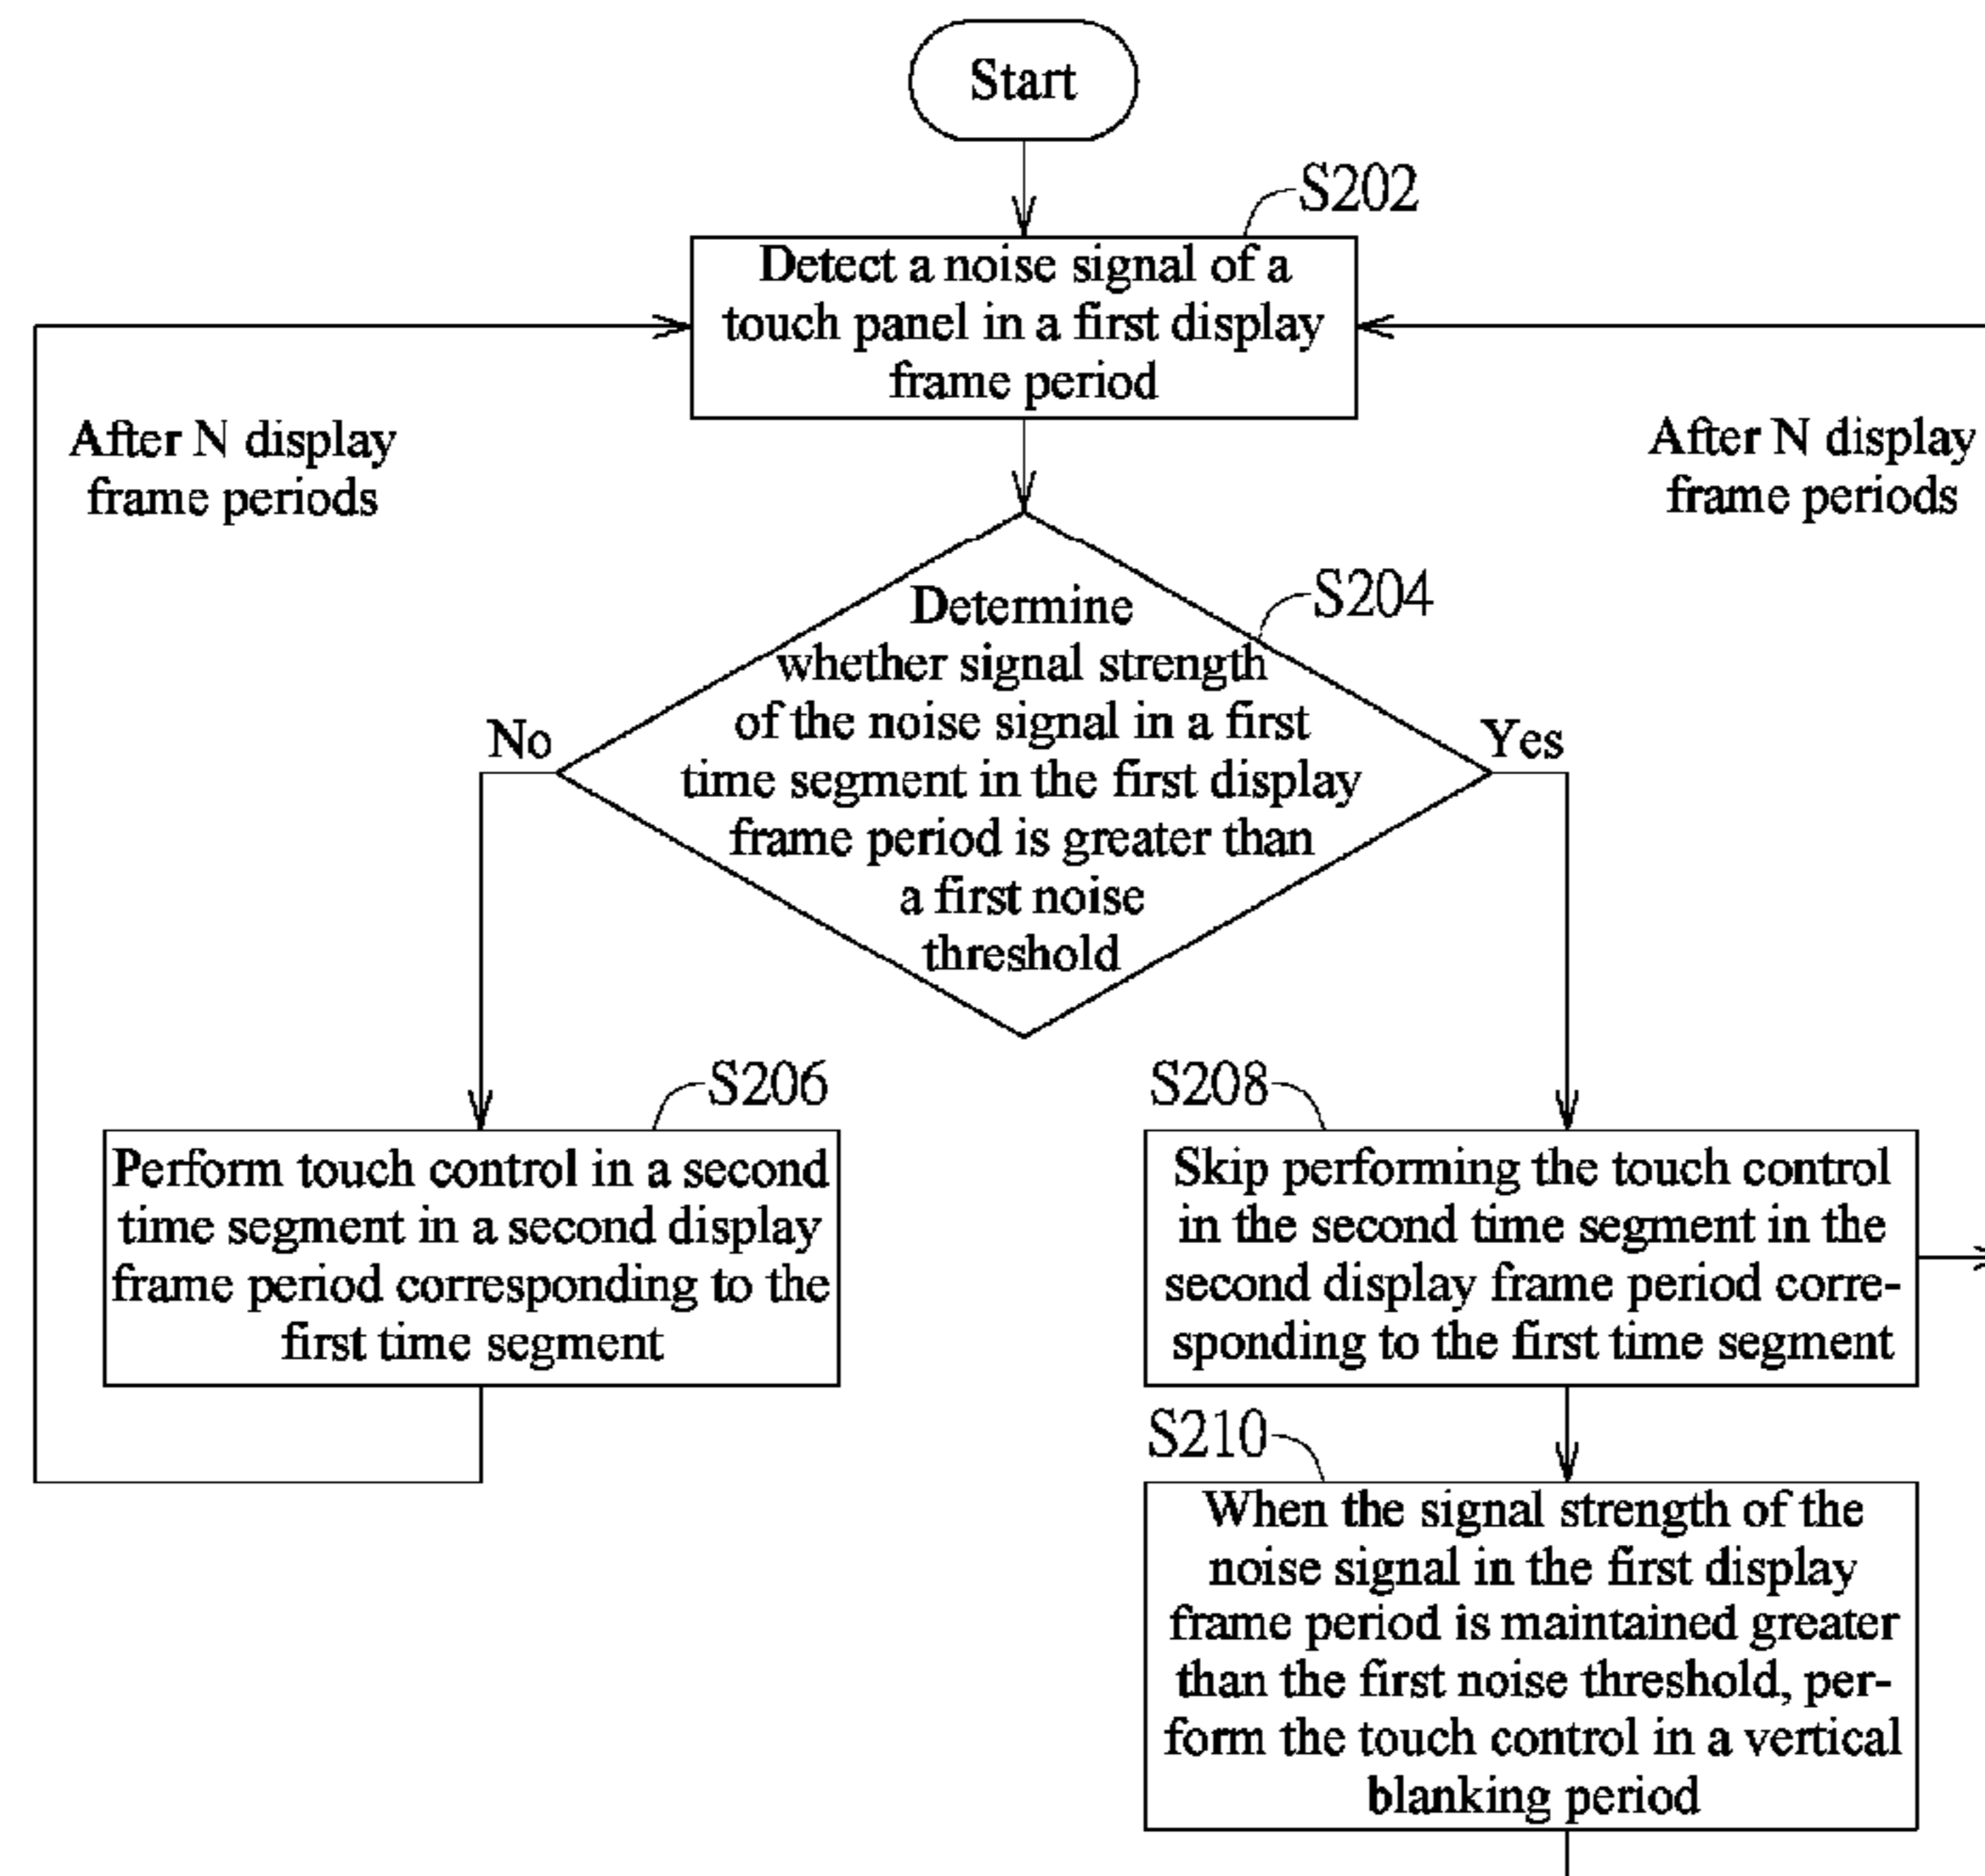 Start
S202
Detect a noise signal of a
touch panel in a first display
frame period
After N display
frame periods
After N display
frame periods
S204
Determine
whether signal strength
of the noise signal in a first
time segment in the first display
frame period is greater than
a first noise
threshold
No
Yes
S206
Perform touch control in a second
time segment in a second display
frame period corresponding to the
first time segment
S208
Skip performing the touch control
in the second time segment in the
second display frame period corre-
sponding to the first time segment
S210
When the signal strength of the
noise signal in the first display
frame period is maintained greater
than the first noise threshold, per-
form the touch control in a vertical
blanking period